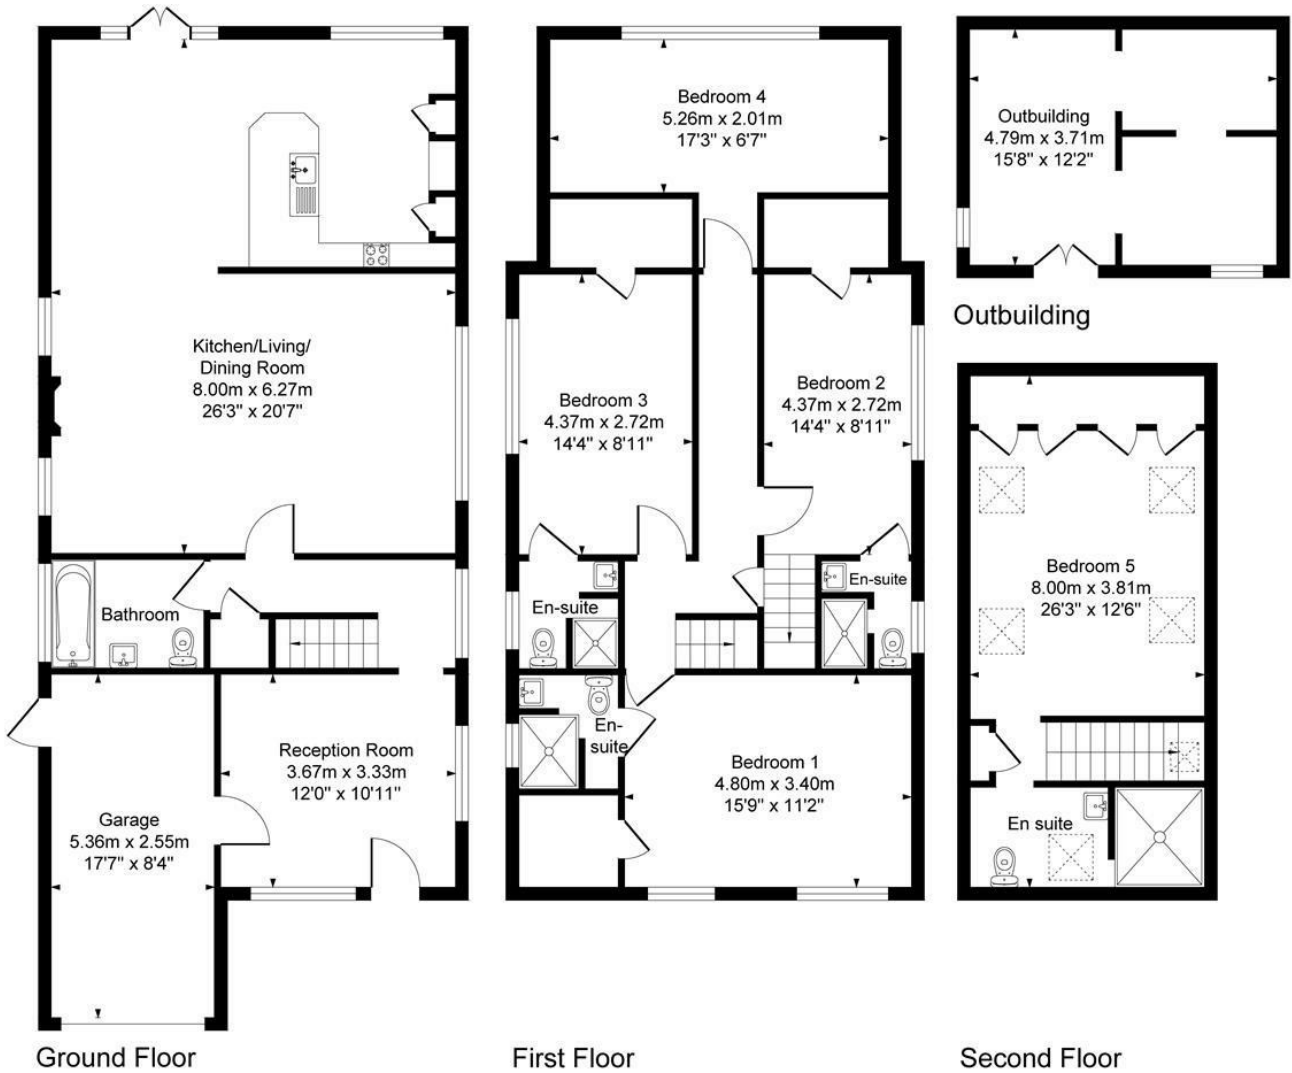 Kitchen/Living/
Dining Room
8.00m x 6.27m
26'3" x 20'7"
Bathroom
Reception Room
3.67m x 3.33m
12'0" x 10'11"
Garage
5.36m x 2.55m
17'7" x 8'4"
Ground Floor
Bedroom 4
5.26m x 2.01m
17'3" x 6'7"
Bedroom 3
4.37m x 2.72m
14'4" x 8'11"
Bedroom 2
4.37m x 2.72m
14'4" x 8'11"
En-suite
En-suite
En-
suite
Bedroom 1
4.80m x 3.40m
15'9" x 11'2"
First Floor
Outbuilding
4.79m x 3.71m
15'8" x 12'2"
Outbuilding
Bedroom 5
8.00m x 3.81m
26'3" x 12'6"
En suite
Second Floor